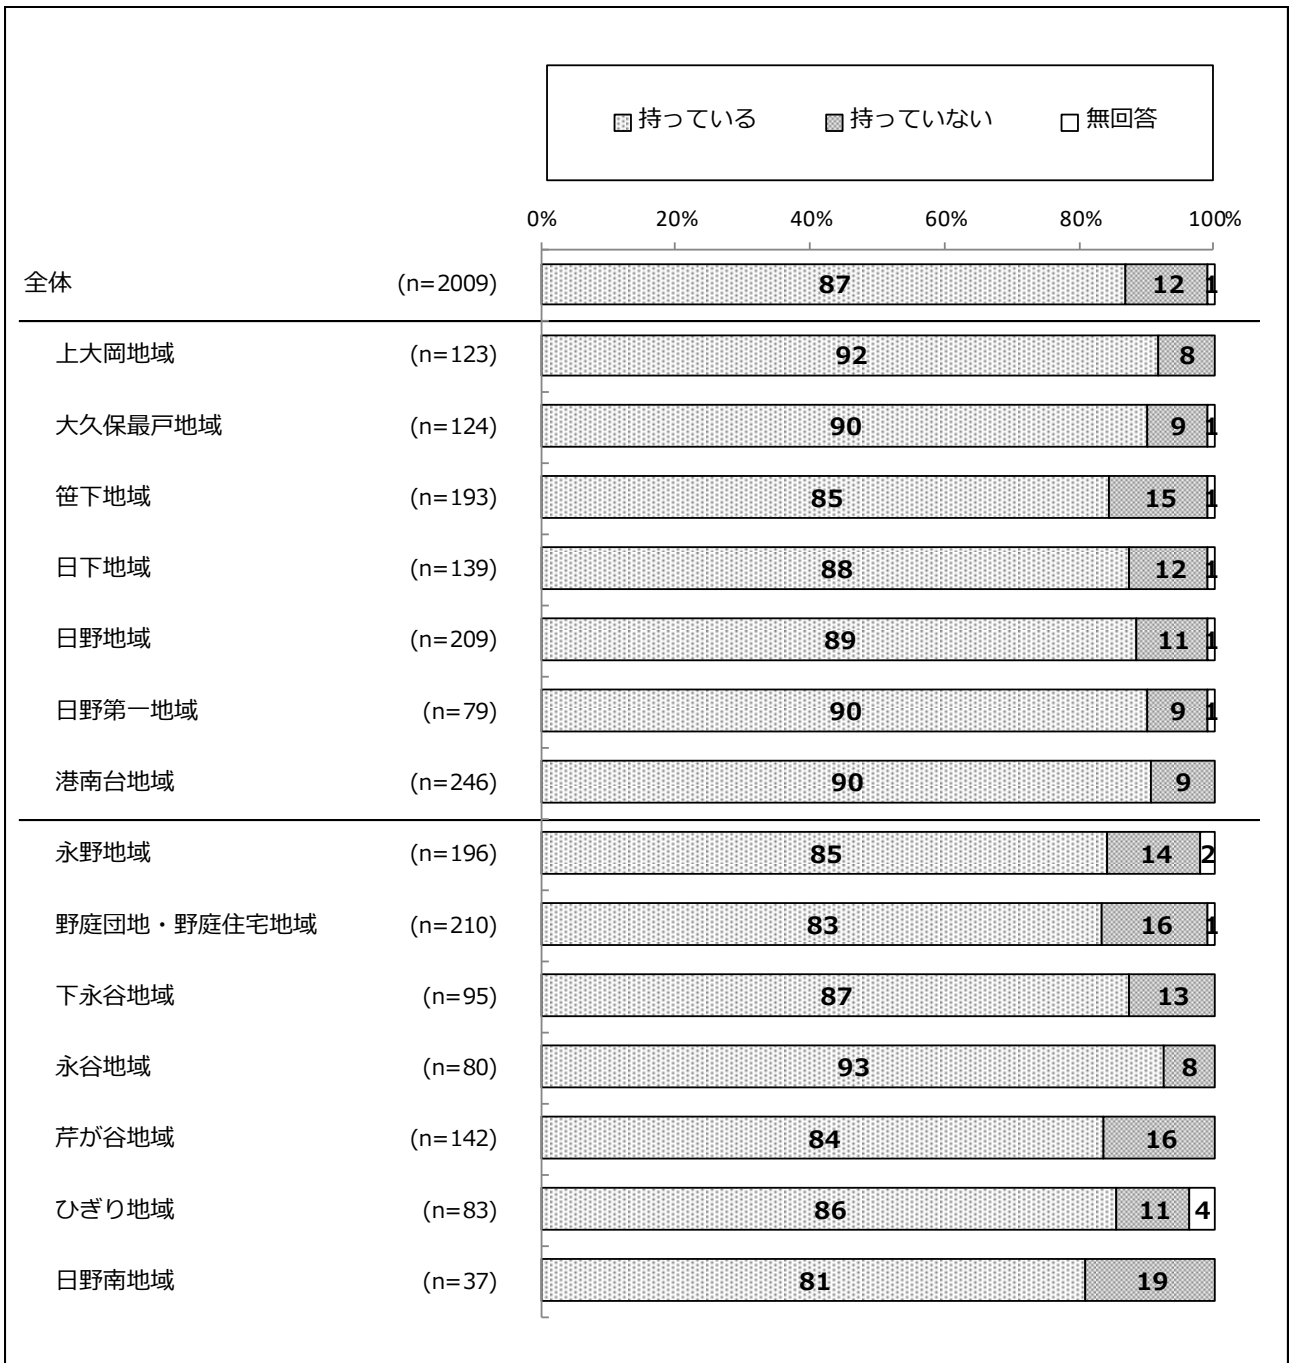 持っている 持っていない 無回答
0% 20% 40% 60% 80% 100%
全体 (n=2009) 87 12 1
上大岡地域 (n=123) 92 8
大久保最戸地域 (n=124) 90 9 1
笹下地域 (n=193) 85 15 1
日下地域 (n=139) 88 12 1
日野地域 (n=209) 89 11 1
日野第一地域 (n=79) 90 9 1
港南台地域 (n=246) 90 9
永野地域 (n=196) 85 14 2
野庭団地・野庭住宅地域 (n=210) 83 16 1
下永谷地域 (n=95) 87 13
永谷地域 (n=80) 93 8
芹が谷地域 (n=142) 84 16
ひぎり地域 (n=83) 86 11 4
日野南地域 (n=37) 81 19